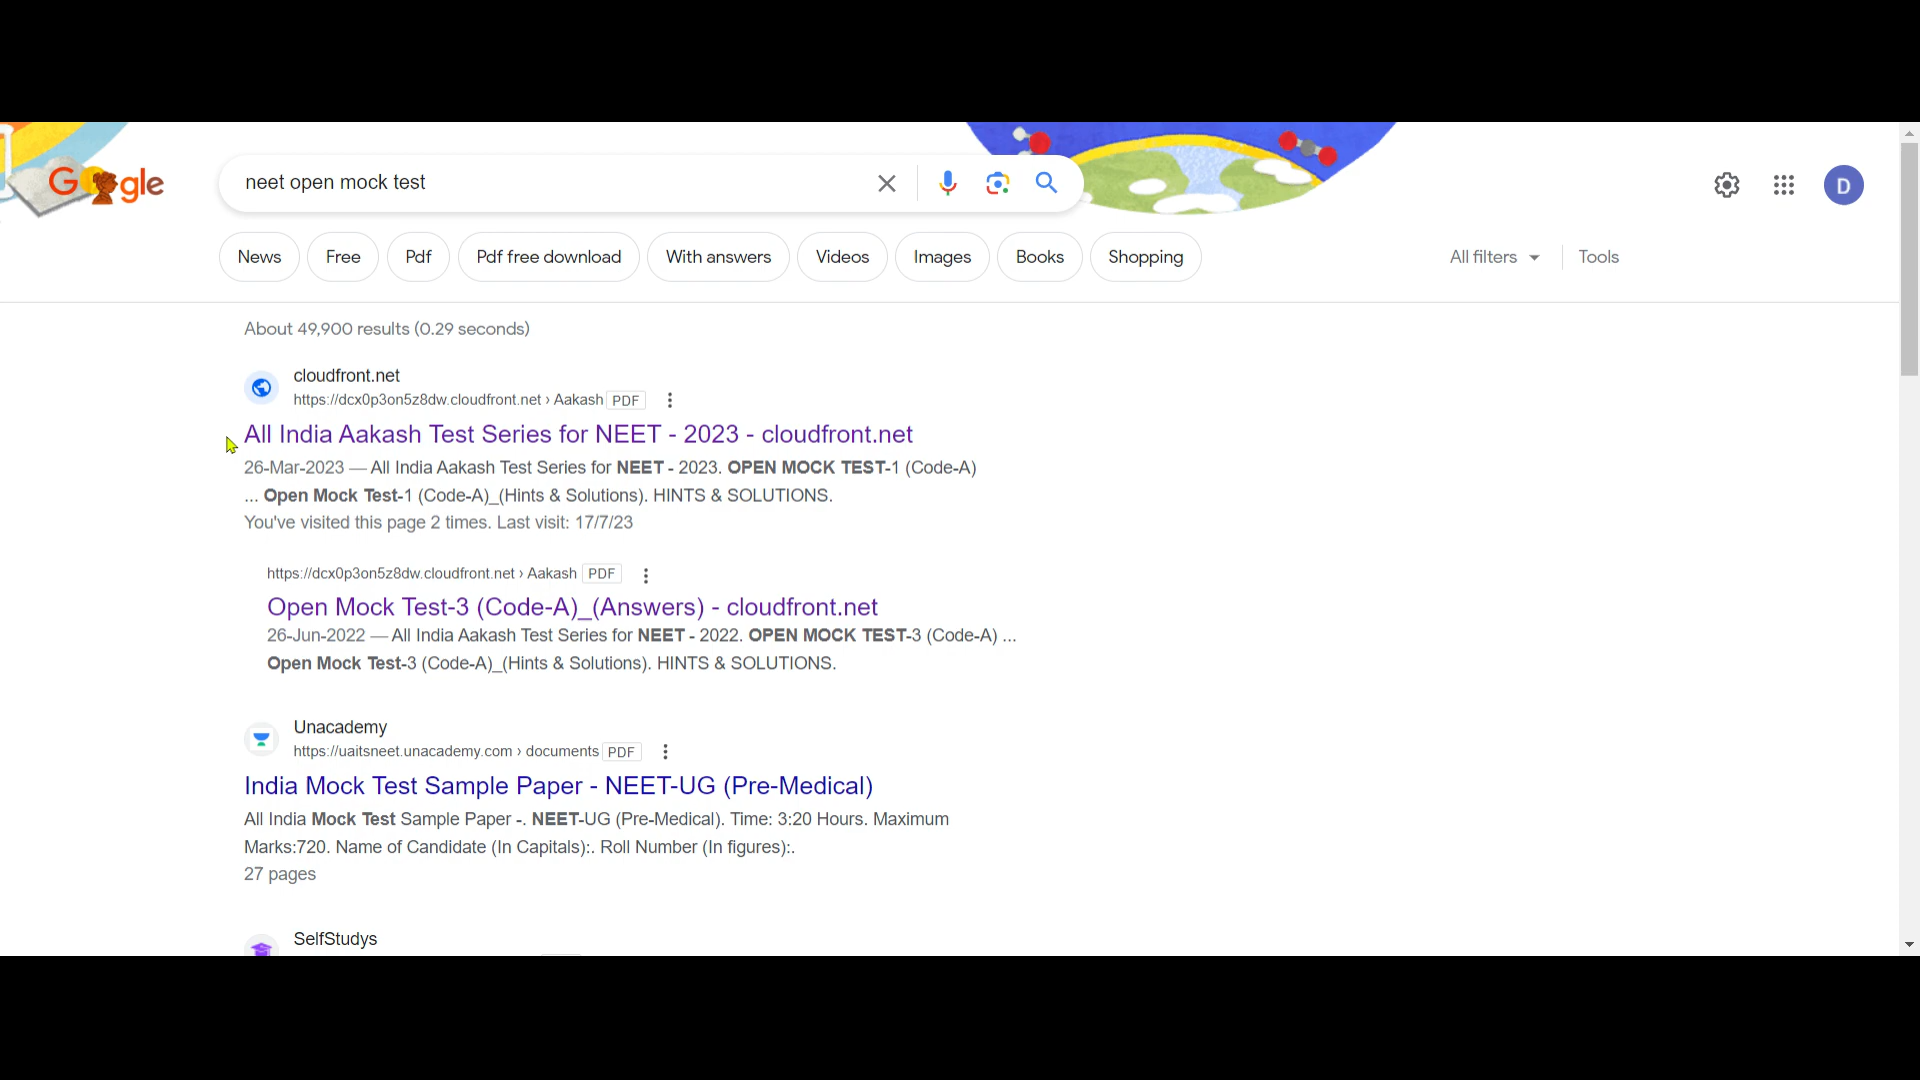 Google
neet open mock test
D
News
Free
Pdf
Pdf free download
With answers
Videos
Images
Books
Shopping
All filters
Tools
About 49,900 results (0.29 seconds)
cloudfront.net
https://dcx0p3on5z8dw.cloudfront.net › Aakash PDF
All India Aakash Test Series for NEET - 2023 - cloudfront.net
26-Mar-2023 — All India Aakash Test Series for NEET - 2023. OPEN MOCK TEST-1 (Code-A)
... Open Mock Test-1 (Code-A)_(Hints & Solutions). HINTS & SOLUTIONS.
You've visited this page 2 times. Last visit: 17/7/23
https://dcx0p3on5z8dw.cloudfront.net › Aakash PDF
Open Mock Test-3 (Code-A)_(Answers) - cloudfront.net
26-Jun-2022 — All India Aakash Test Series for NEET - 2022. OPEN MOCK TEST-3 (Code-A) ...
Open Mock Test-3 (Code-A)_(Hints & Solutions). HINTS & SOLUTIONS.
Unacademy
https://uaitsneet.unacademy.com › documents PDF
India Mock Test Sample Paper - NEET-UG (Pre-Medical)
All India Mock Test Sample Paper -. NEET-UG (Pre-Medical). Time: 3:20 Hours. Maximum
Marks:720. Name of Candidate (In Capitals):. Roll Number (In figures):.
27 pages
SelfStudys